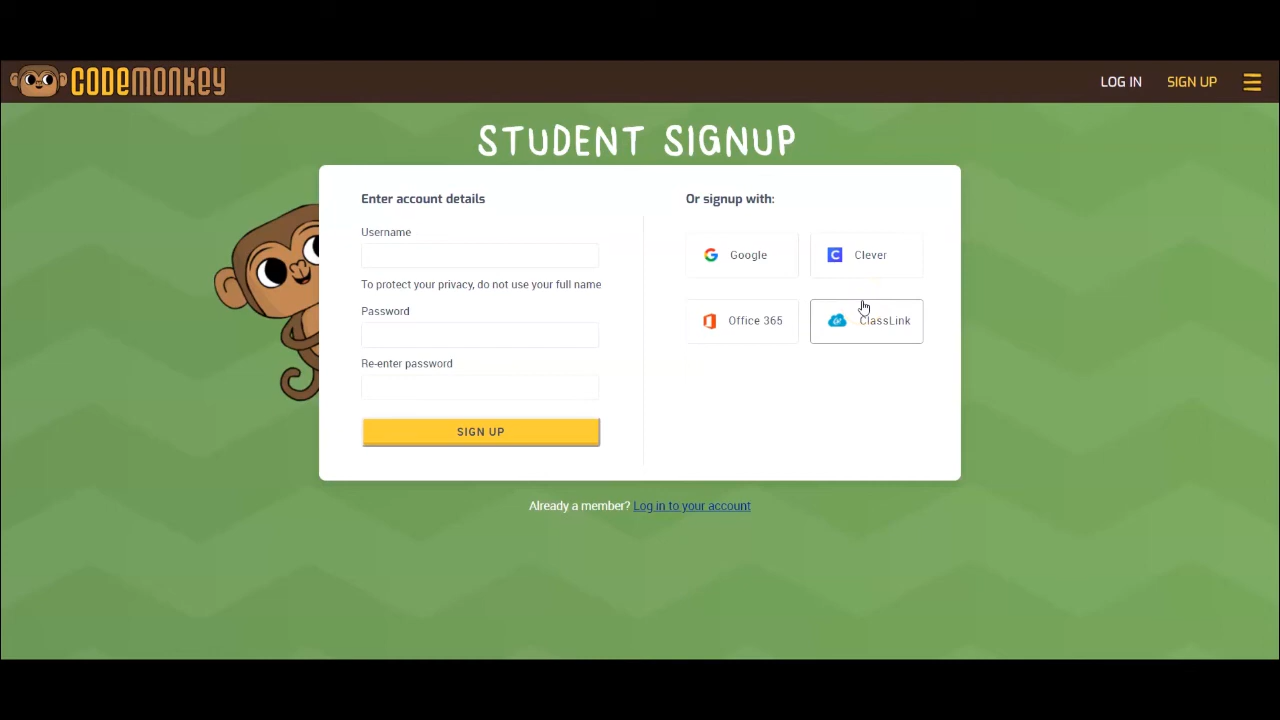 CODEMONKEY
LOG IN
SIGN UP
STUDENT SIGNUP
Enter account details
Username
To protect your privacy, do not use your full name
Password
Re-enter password
SIGN UP
Or signup with:
Google
Clever
Office 365
ClassLink
Already a member? Log in to your account